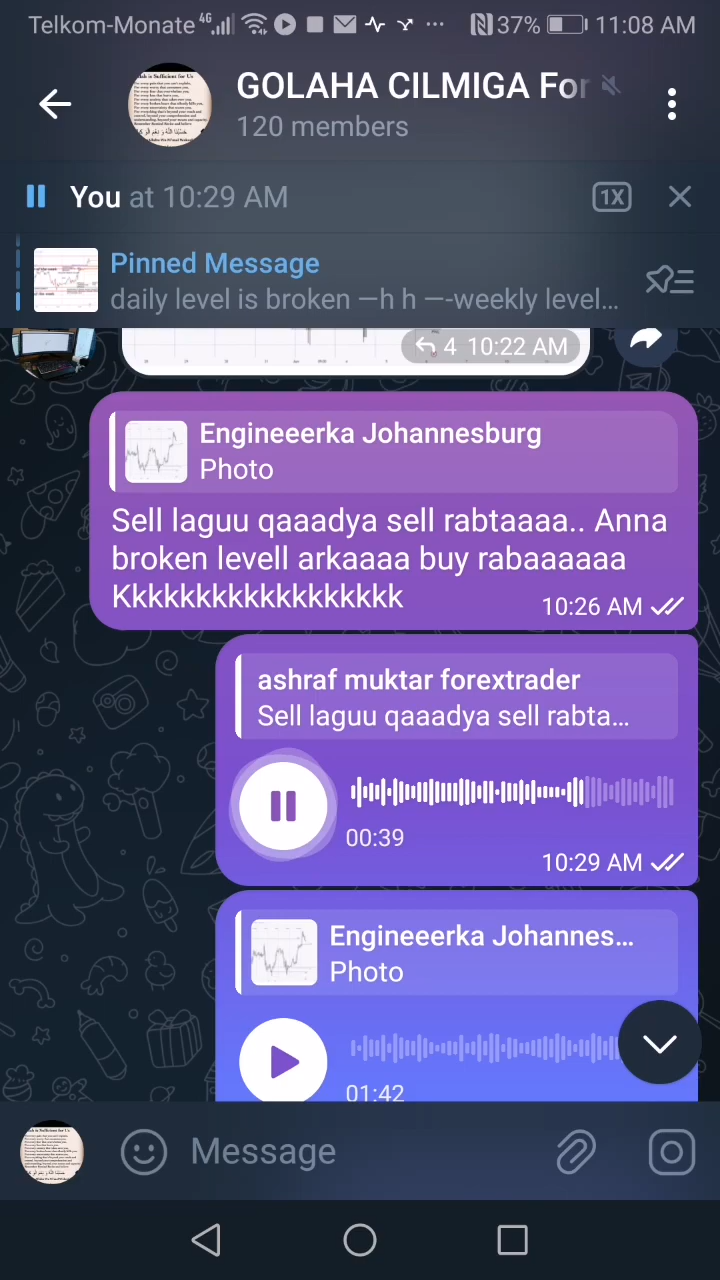 Telkom-Monate 4G 37% 11:08 AM
GOLAHA CILMIGA For
120 members
You at 10:29 AM 1X
Pinned Message
daily level is broken —h h —-weekly level...
4 10:22 AM
Engineeerka Johannesburg
Photo
Sell laguu qaaadya sell rabtaaaa.. Anna
broken levell arkaaaa buy rabaaaaaa
Kkkkkkkkkkkkkkkkkk
10:26 AM
ashraf muktar forextrader
Sell laguu qaaadya sell rabta...
00:39
10:29 AM
Engineeerka Johannes...
Photo
01:42
Message